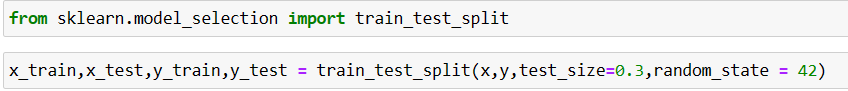 from sklearn.model_selection import train_test_split
x_train,x_test,y_train,y_test = train_test_split(x,y,test_size=0.3,random_state = 42)